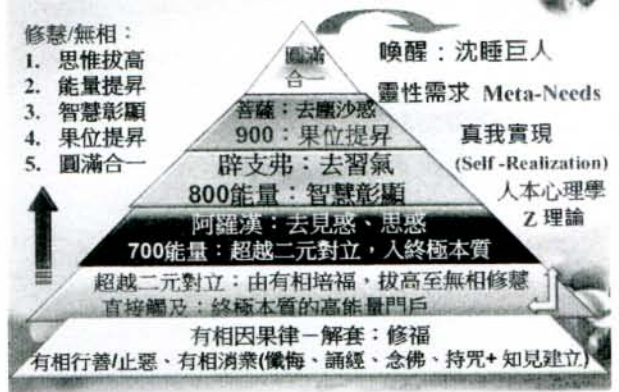 修慧/無相：
1. 思惟拔高
2. 能量提昇
3. 智慧彰顯
4. 果位提昇
5. 圓滿合一
圓滿
合一
菩薩：去塵沙惑
900：果位提昇
辟支弗：去習氣
800能量：智慧彰顯
阿羅漢：去見惑、思惑
700能量：超越二元對立，入終極本質
超越二元對立：由有相培福，拔高至無相修慧
直接觸及：終極本質的高能量門戶
有相因果律－解套：修福
有相行善/止惡、有相消業(懺悔、誦經、念佛、持咒+ 知見建立)
喚醒：沈睡巨人
靈性需求 Meta-Needs
真我實現
(Self -Realization)
人本心理學
Z 理論